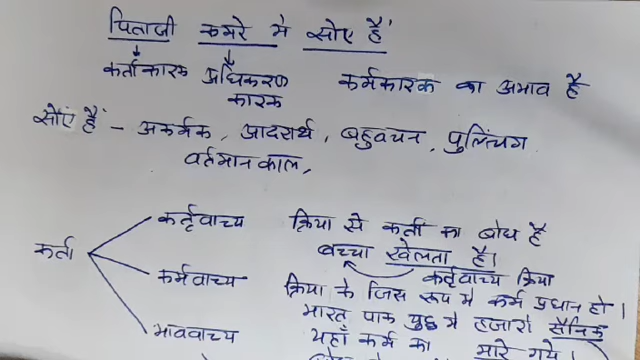 पिताजी कमरे में सोए हैं
कर्ताकारक अधिकरण कारक कर्मकारक का अभाव है
सोएं हैं - अकर्मक, आदरार्थ, बहुवचन, पुल्लिंग
वर्तमान काल,
कर्ता
कर्तृवाच्य क्रिया से कर्ता का बोध है
बच्चा खेलता है।
कर्तृवाच्य क्रिया
कर्मवाच्य क्रिया के जिस रूप में कर्म प्रधान हो।
भारत पाक युद्ध में हजारों सैनिक
भाववाच्य यहाँ कर्म का मारे गये